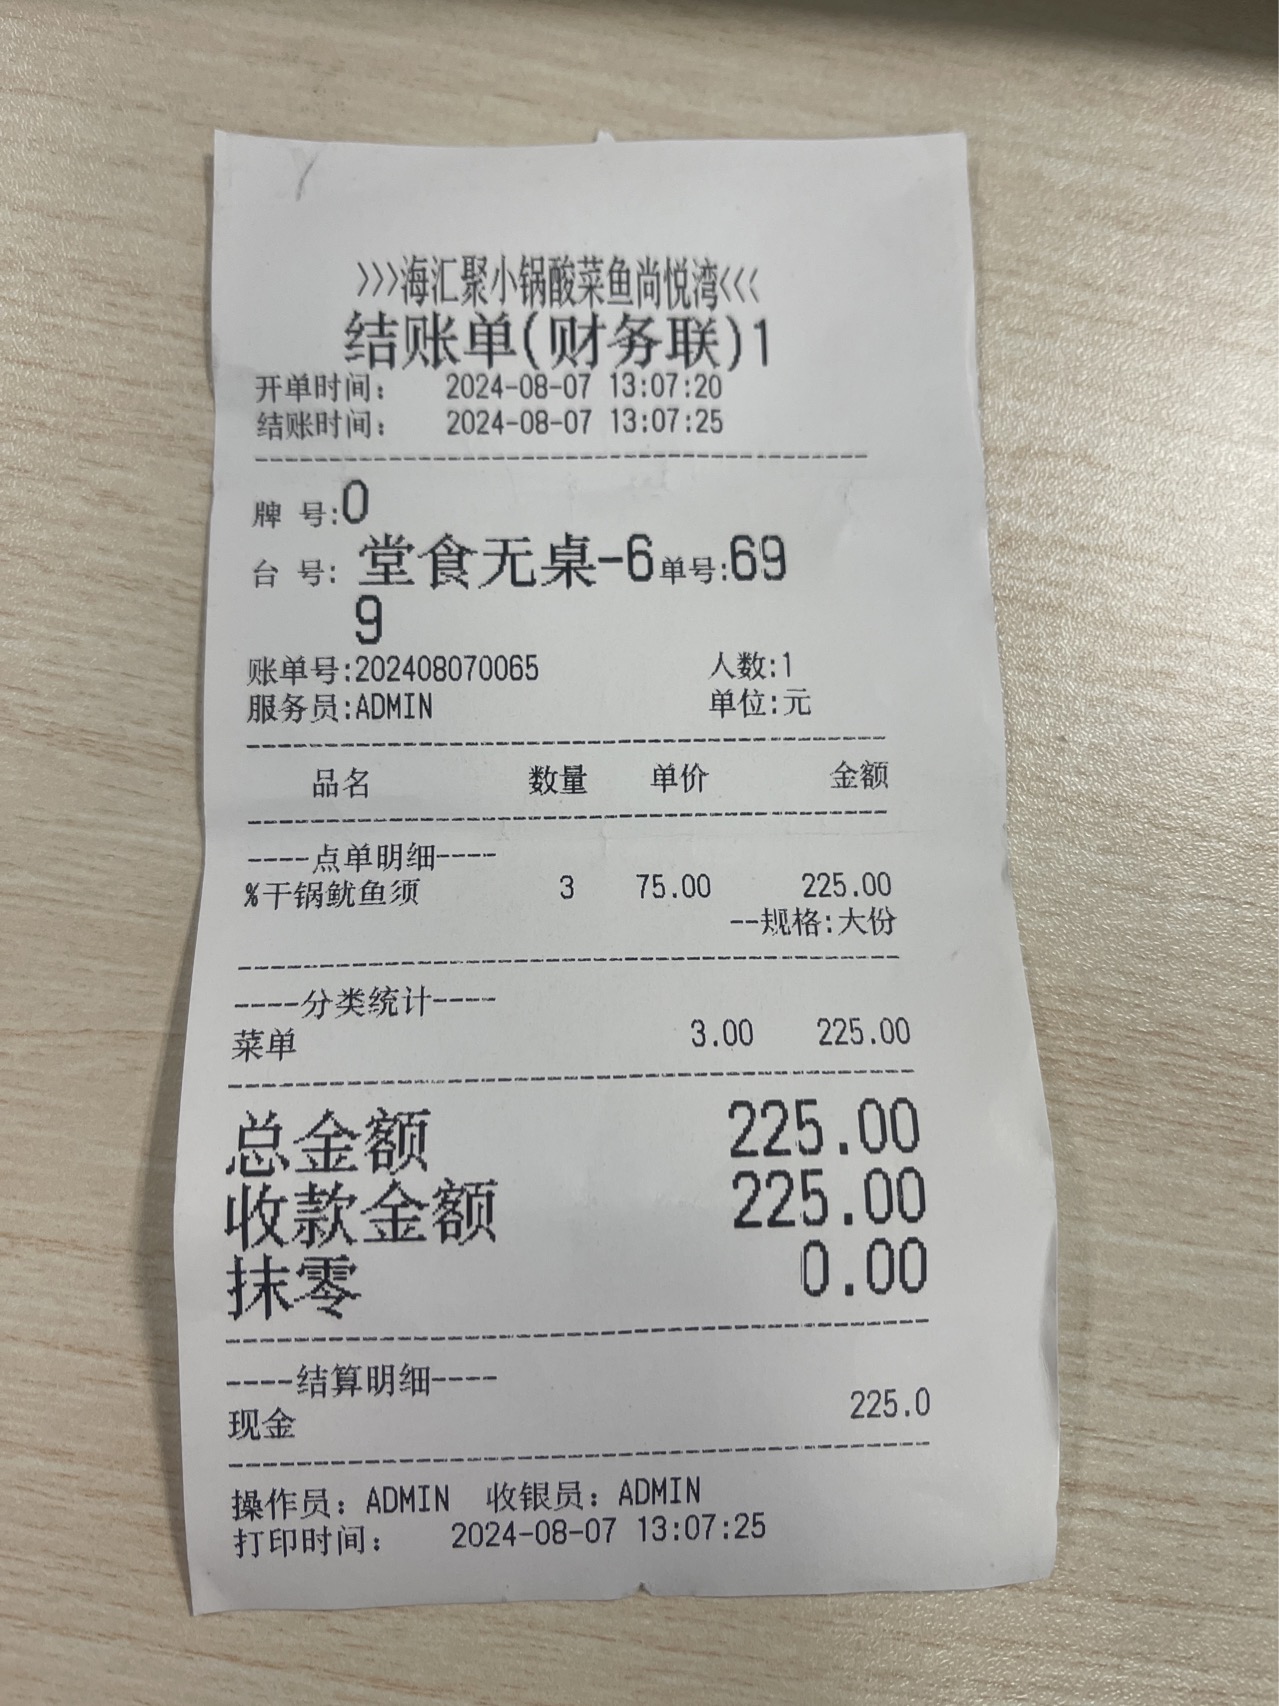 >>>海汇聚小锅酸菜鱼尚悦湾<<<
结账单(财务联)1
开单时间: 2024-08-07 13:07:20
结账时间: 2024-08-07 13:07:25
牌 号:0
台 号: 堂食无桌-6单号:69
9
账单号:202408070065 人数:1
服务员:ADMIN 单位:元
品名 数量 单价 金额
----点单明细----
%干锅鱿鱼须 3 75.00 225.00
--规格:大份
----分类统计----
菜单 3.00 225.00
总金额 225.00
收款金额 225.00
抹零 0.00
----结算明细----
现金 225.0
操作员: ADMIN 收银员: ADMIN
打印时间: 2024-08-07 13:07:25